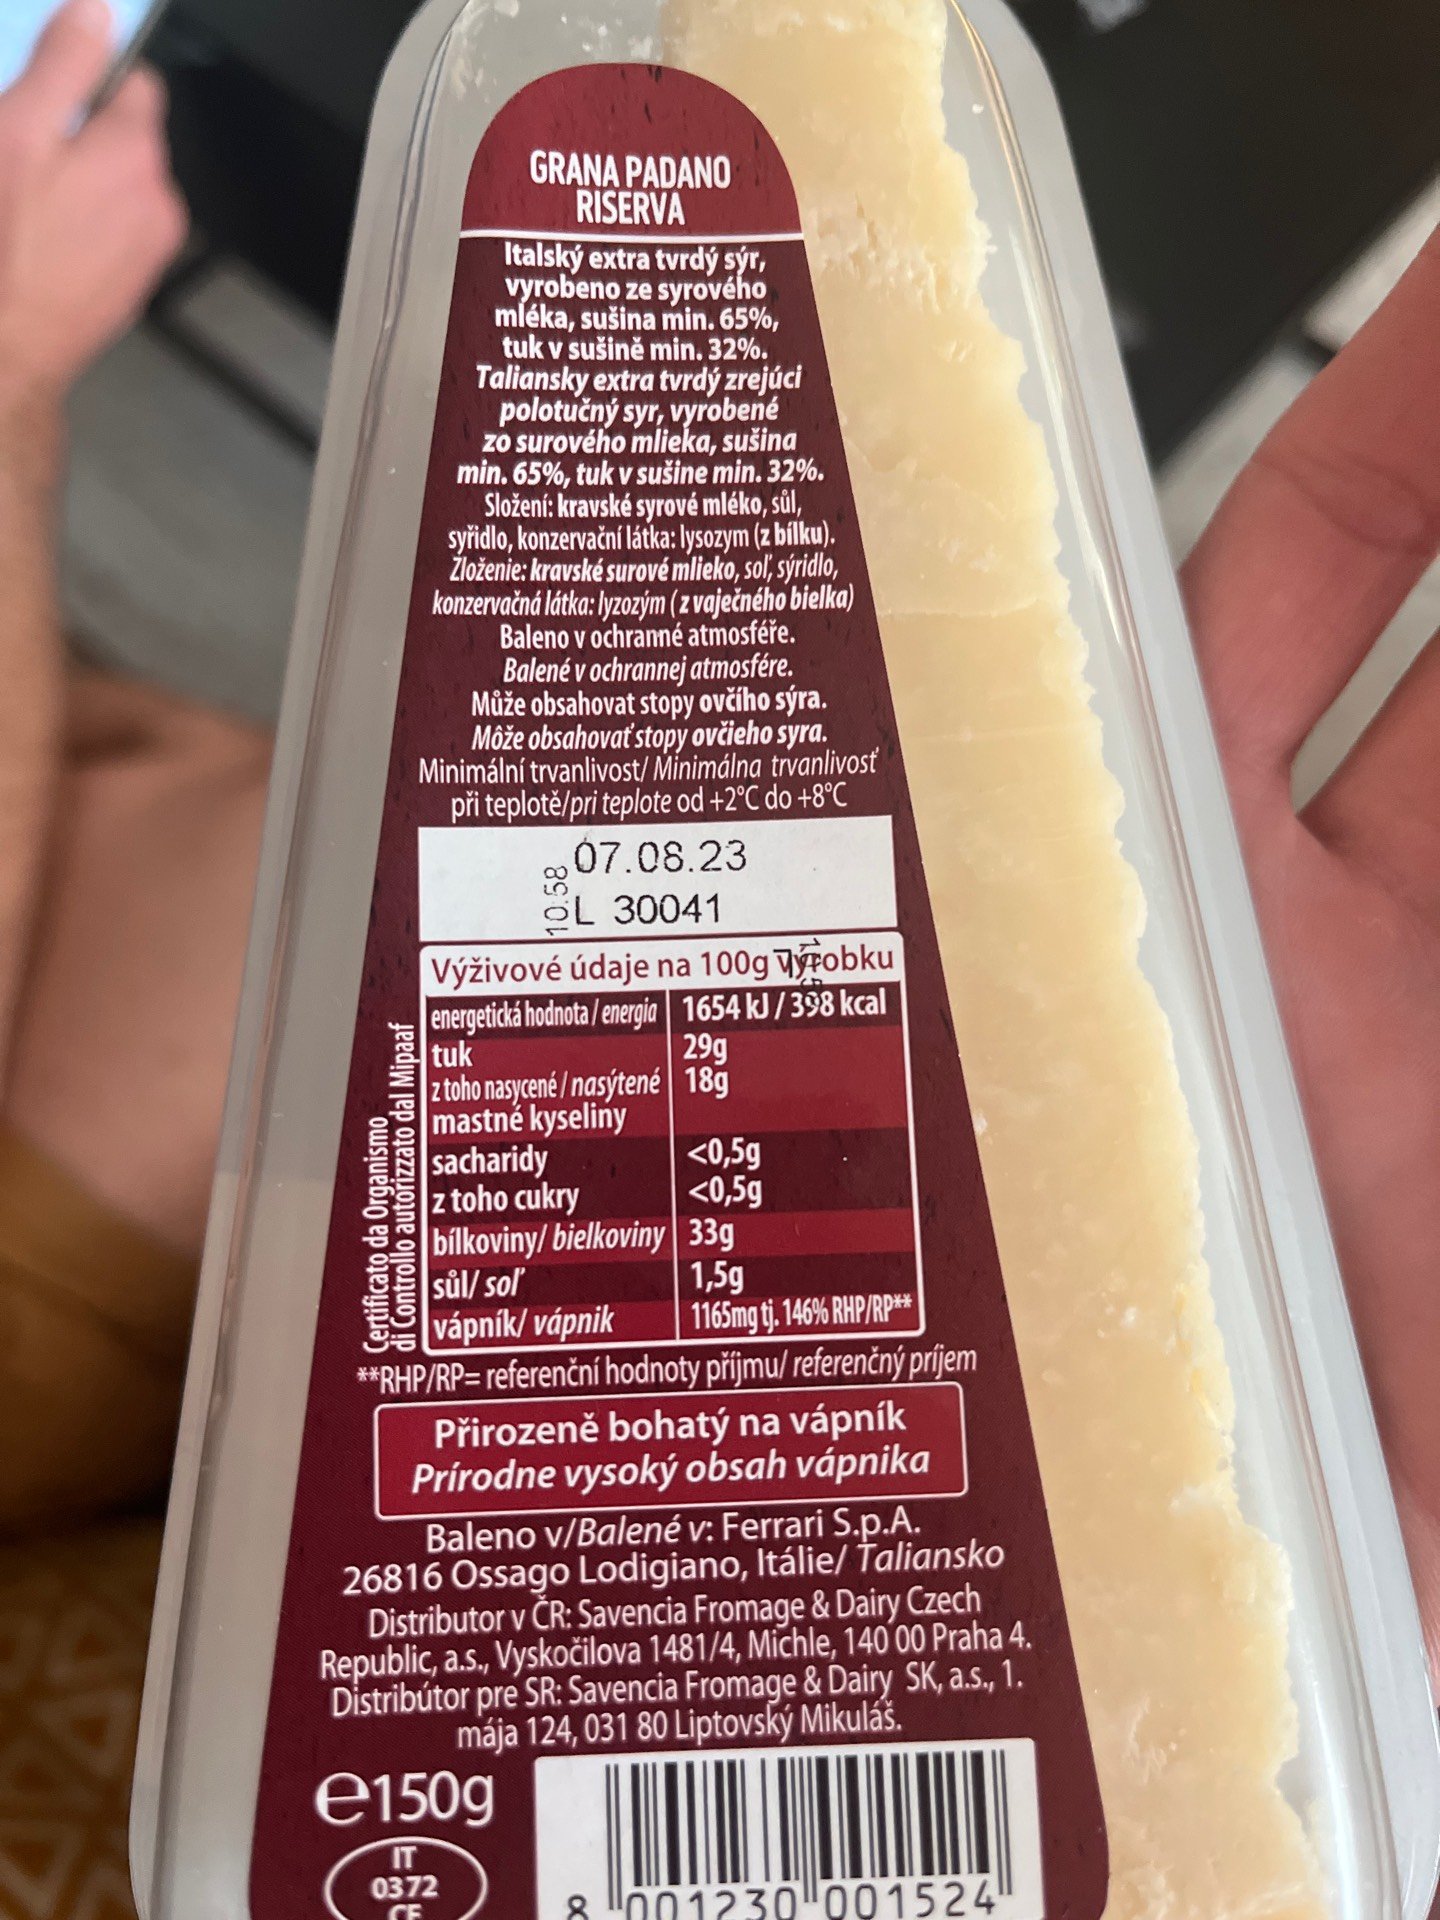 GRANA PADANO
RISERVA
Italský extra tvrdý sýr,
vyrobeno ze syrového
mléka, sušina min. 65%,
tuk v sušině min. 32%.
Taliansky extra tvrdý zrejúci
polotučný syr, vyrobené
zo surového mlieka, sušina
min. 65%, tuk v sušine min. 32%.
Složení: kravské syrové mléko, sůl,
syřidlo, konzervační látka: lysozym (z bílku).
Zloženie: kravské surové mlieko, soľ, sýridlo,
konzervačná látka: lyzozým (z vaječného bielka)
Baleno v ochranné atmosféře.
Balené v ochrannej atmosfére.
Může obsahovat stopy ovčího sýra.
Môže obsahovať stopy ovčieho syra.
Minimální trvanlivost/ Minimálna trvanlivosť
při teplotě/pri teplote od +2°C do +8°C
07.08.23
10:58
L 30041
Výživové údaje na 100g výrobku
energetická hodnota / energia 1654 kJ / 398 kcal
tuk 29g
z toho nasycené / nasýtené 18g
mastné kyseliny
sacharidy <0,5g
z toho cukry <0,5g
bílkoviny/ bielkoviny 33g
sůl/ soľ 1,5g
vápník/ vápnik 1165mg tj. 146% RHP/RP**
Certificato da Organismo
di Controllo autorizzato dal Mipaaf
**RHP/RP= referenční hodnoty příjmu/ referenčný príjem
Přirozeně bohatý na vápník
Prírodne vysoký obsah vápnika
Baleno v/Balené v: Ferrari S.p.A.
26816 Ossago Lodigiano, Itálie/ Taliansko
Distributor v ČR: Savencia Fromage & Dairy Czech
Republic, a.s., Vyskočilova 1481/4, Michle, 140 00 Praha 4.
Distribútor pre SR: Savencia Fromage & Dairy SK, a.s., 1.
mája 124, 031 80 Liptovský Mikuláš.
e150g
IT
0372
CE
8 001230 001524